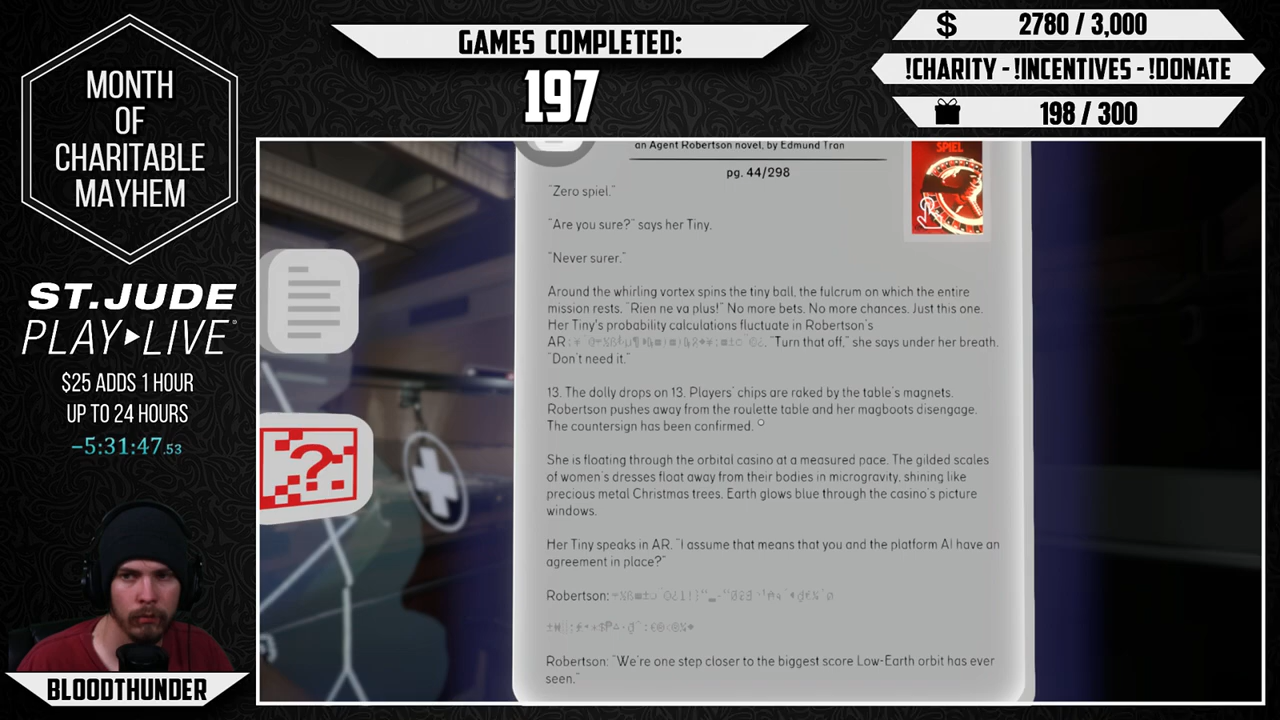 MONTH
OF
CHARITABLE
MAYHEM
ST.JUDE
PLAY LIVE
$25 ADDS 1 HOUR
UP TO 24 HOURS
-5:31:47.53
BLOODTHUNDER
GAMES COMPLETED:
197
$ 2780 / 3,000
!CHARITY - !INCENTIVES - !DONATE
198 / 300
an Agent Robertson novel, by Edmund Tran
SPIEL
pg. 44/298
"Zero spiel."
"Are you sure?" says her Tiny.
"Never surer."
Around the whirling vortex spins the tiny ball, the fulcrum on which the entire
mission rests. "Rien ne va plus!" No more bets. No more chances. Just this one.
Her Tiny's probability calculations fluctuate in Robertson's
AR: "Turn that off," she says under her breath.
"Don't need it."
13. The dolly drops on 13. Players' chips are raked by the table's magnets.
Robertson pushes away from the roulette table and her magboots disengage.
The countersign has been confirmed.
She is floating through the orbital casino at a measured pace. The gilded scales
of women's dresses float away from their bodies in microgravity, shining like
precious metal Christmas trees. Earth glows blue through the casino's picture
windows.
Her Tiny speaks in AR. "I assume that means that you and the platform AI have an
agreement in place?"
Robertson:
Robertson: "We're one step closer to the biggest score Low-Earth orbit has ever
seen."
?